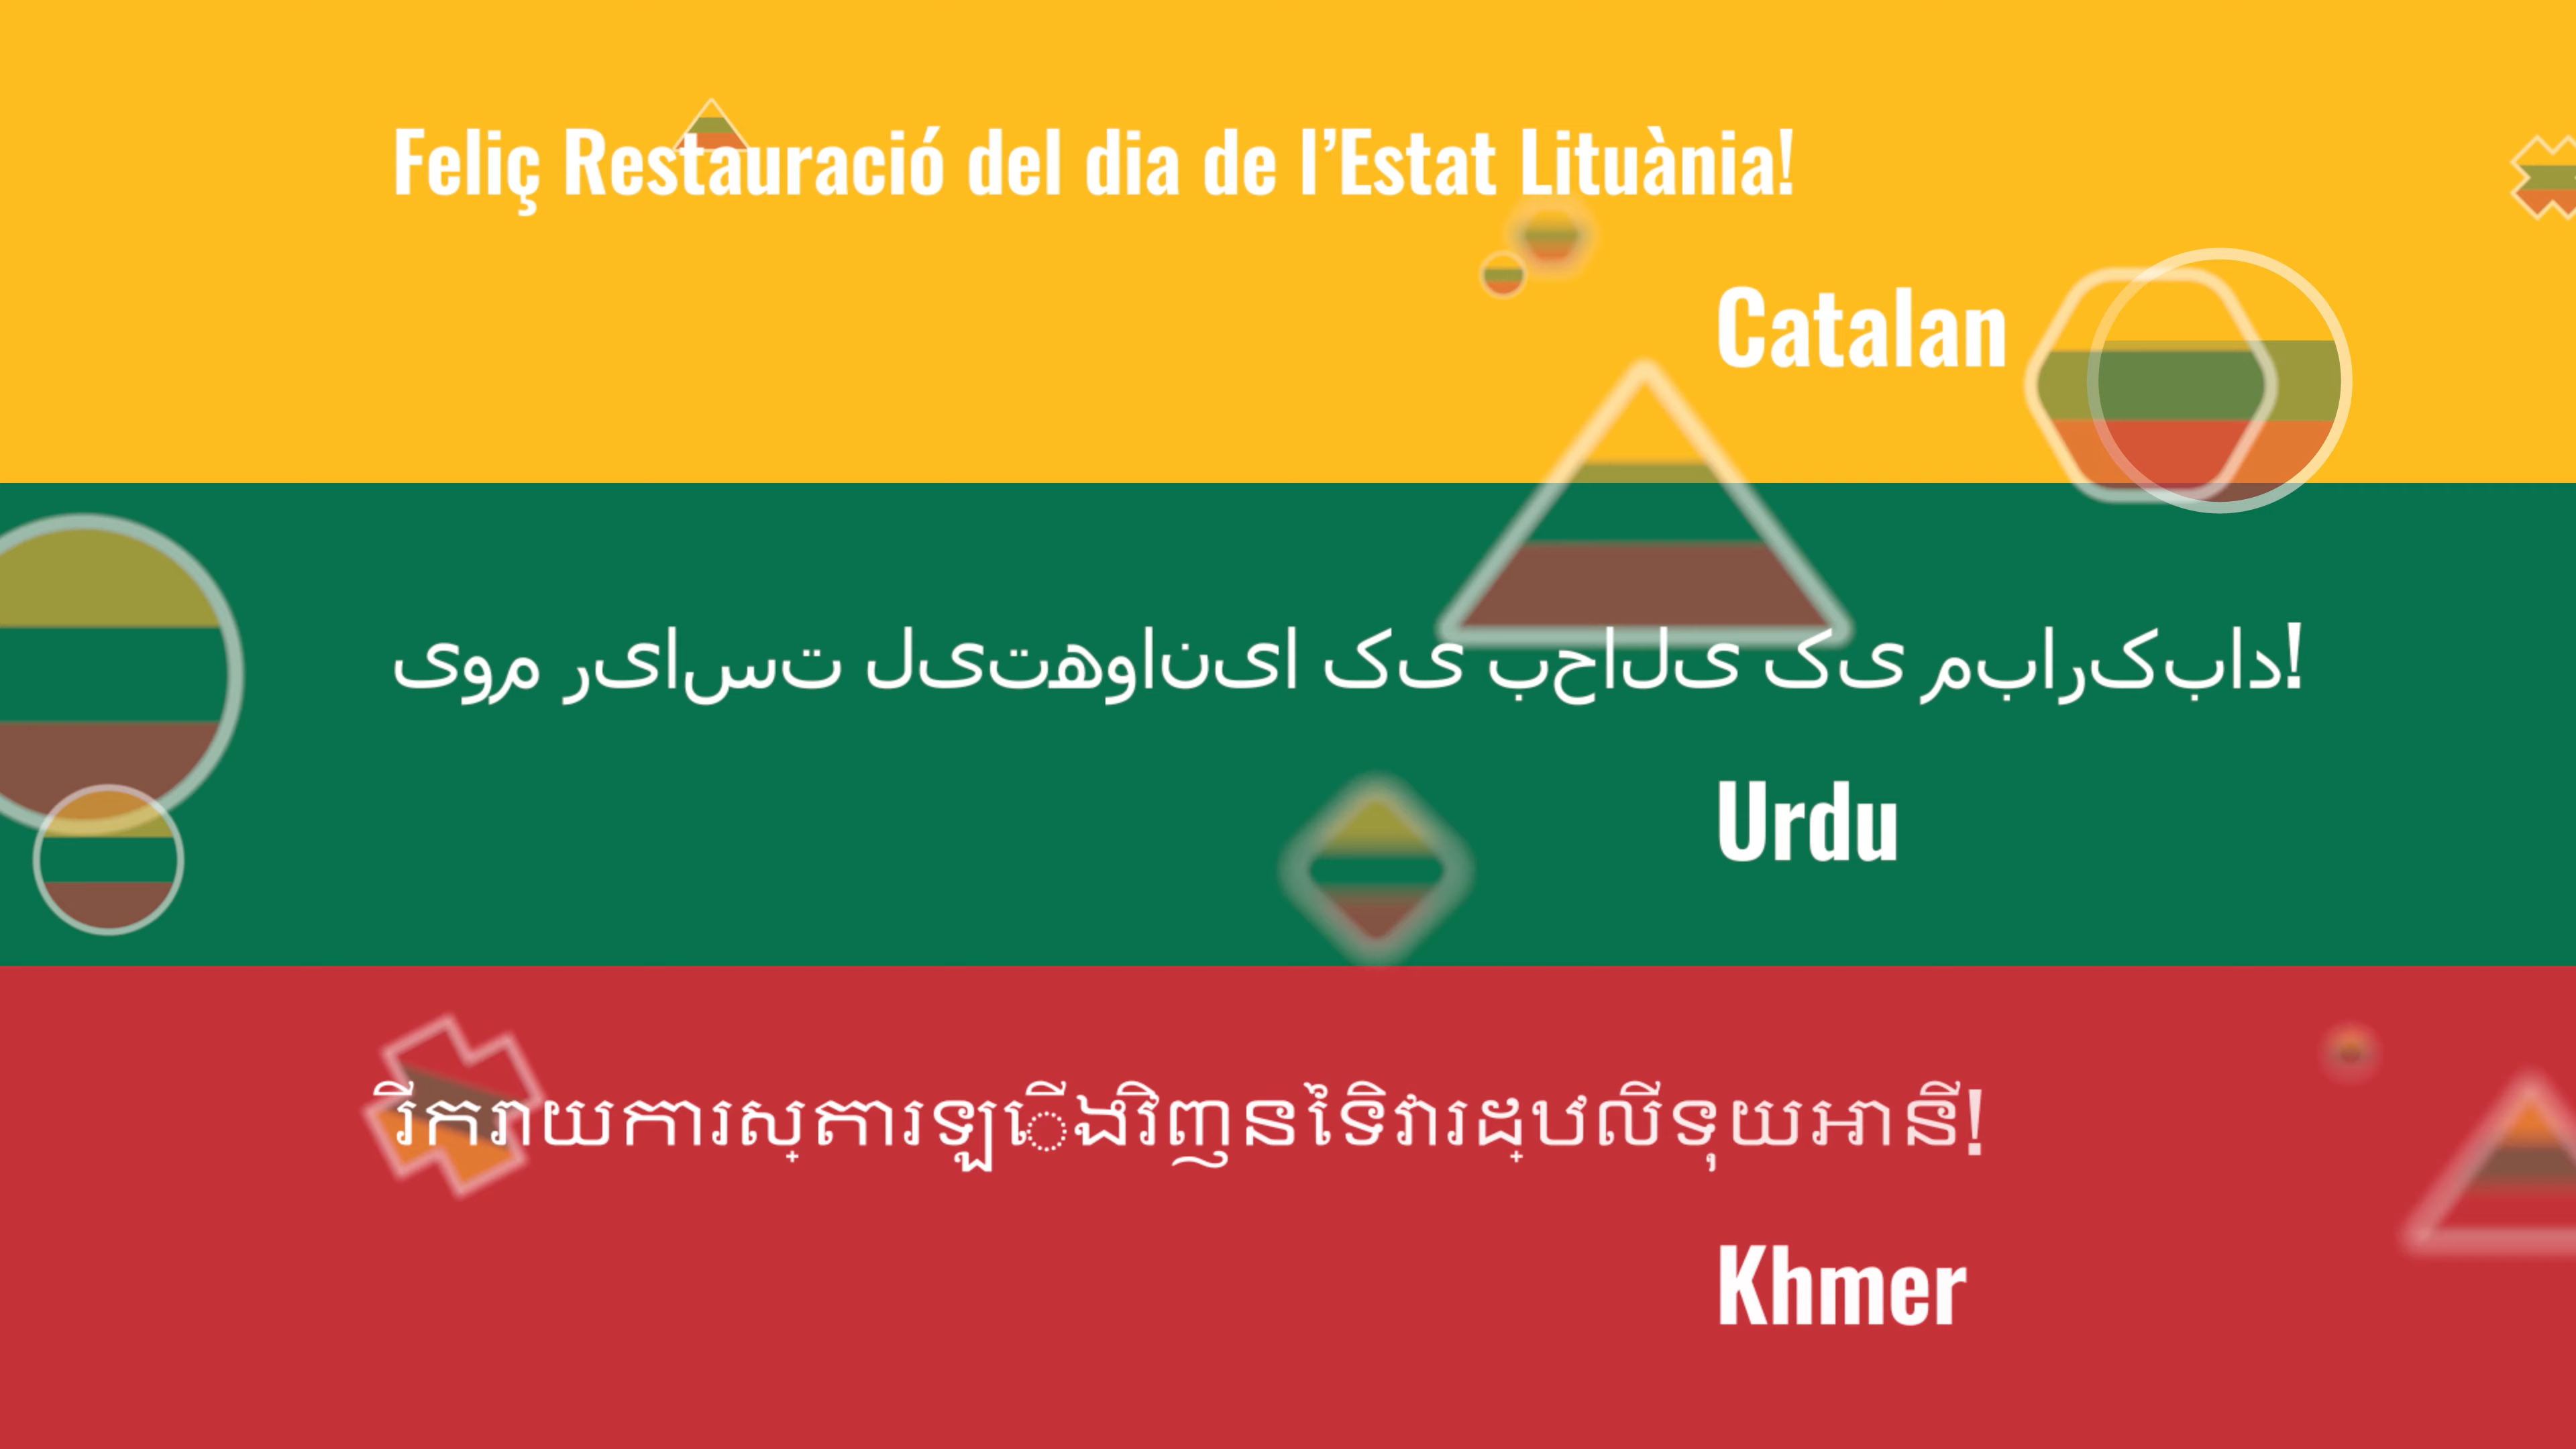 Feliç Restauració del dia de l’Estat Lituània!
Catalan
یوم ریاست لیتھوانیا کی بحالی کی مبارکباد!
Urdu
រីករាយការស្តារឡើងវិញនៃទិវារដ្ឋលីទុយអានី!
Khmer